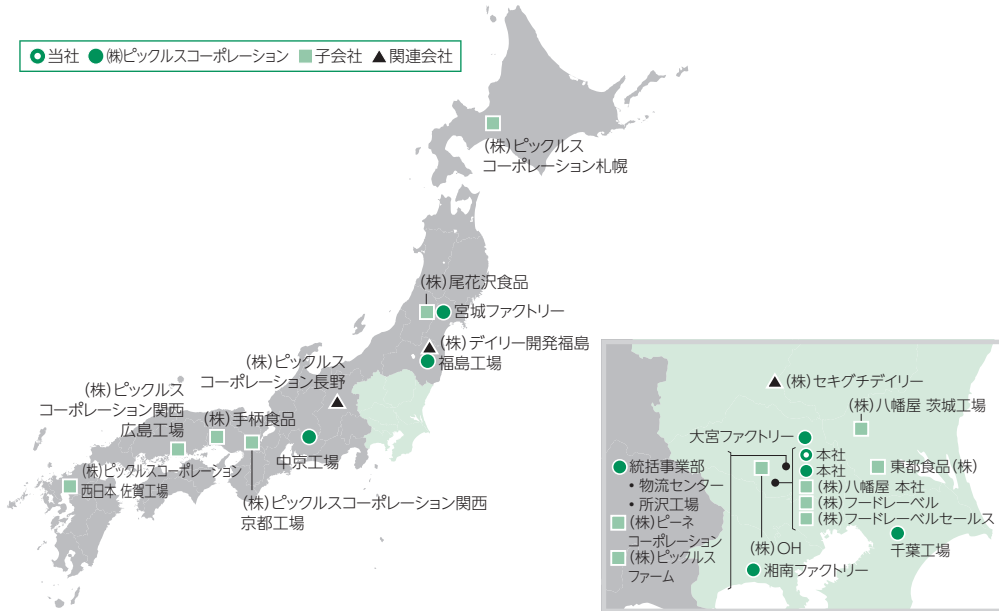 当社 ㈱ピックルスコーポレーション 子会社 関連会社
(株)ピックルス
コーポレーション札幌
(株)尾花沢食品
宮城ファクトリー
(株)デイリー開発福島
福島工場
(株)ピックルス
コーポレーション長野
(株)ピックルス
コーポレーション関西
広島工場
(株)手柄食品
中京工場
(株)ピックルスコーポレーション
西日本 佐賀工場
(株)ピックルスコーポレーション関西
京都工場
(株)セキグチデイリー
(株)八幡屋 茨城工場
大宮ファクトリー
本社
本社
(株)八幡屋 本社
(株)フードレーベル
(株)フードレーベルセールス
東都食品(株)
統括事業部
・物流センター
・所沢工場
(株)ピーネ
コーポレーション
(株)ピックルス
ファーム
(株)OH
千葉工場
湘南ファクトリー